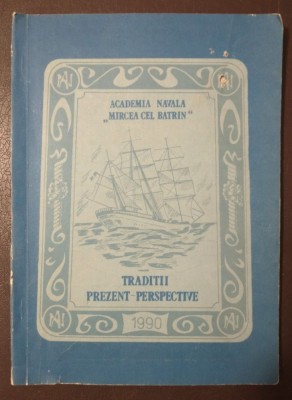 ACADEMIA NAVALA
„MIRCEA CEL BATRIN"
TRADITII
PREZENT-PERSPECTIVE
1990